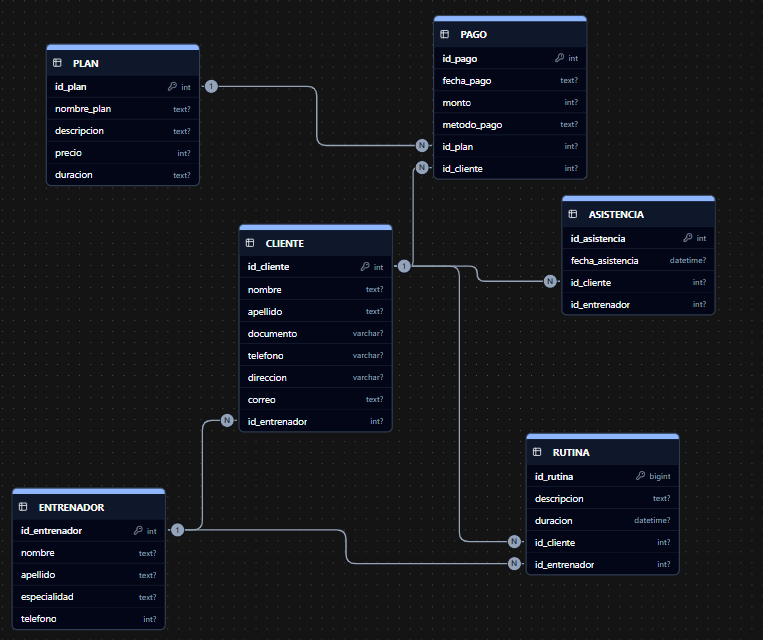 PLAN
id_plan int
nombre_plan text?
descripcion text?
precio int?
duracion text?
PAGO
id_pago int
fecha_pago text?
monto int?
metodo_pago text?
id_plan int?
id_cliente int?
ASISTENCIA
id_asistencia int
fecha_asistencia datetime?
id_cliente int?
id_entrenador int?
CLIENTE
id_cliente int
nombre text?
apellido text?
documento varchar?
telefono varchar?
direccion varchar?
correo text?
id_entrenador int?
RUTINA
id_rutina bigint
descripcion text?
duracion datetime?
id_cliente int?
id_entrenador int?
ENTRENADOR
id_entrenador int
nombre text?
apellido text?
especialidad text?
telefono int?
1
N
N
1
N
N
1
N
N